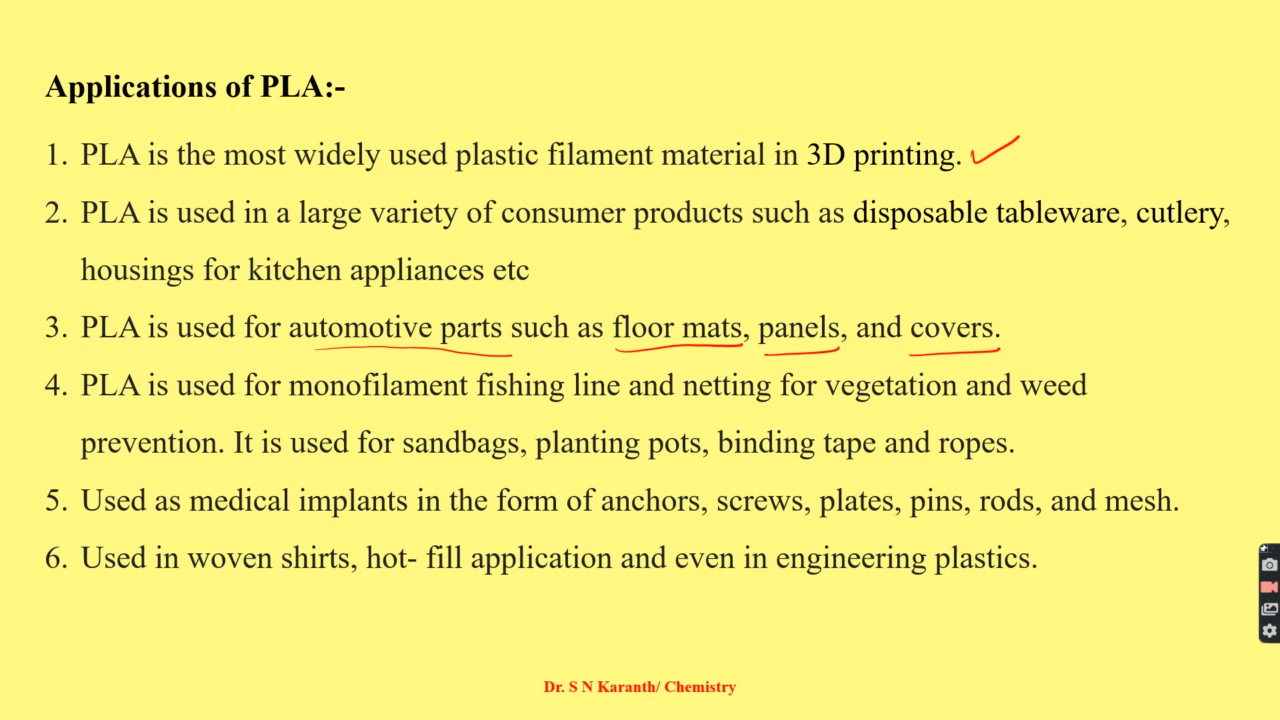 Applications of PLA:-
1. PLA is the most widely used plastic filament material in 3D printing.
2. PLA is used in a large variety of consumer products such as disposable tableware, cutlery,
housings for kitchen appliances etc
3. PLA is used for automotive parts such as floor mats, panels, and covers.
4. PLA is used for monofilament fishing line and netting for vegetation and weed
prevention. It is used for sandbags, planting pots, binding tape and ropes.
5. Used as medical implants in the form of anchors, screws, plates, pins, rods, and mesh.
6. Used in woven shirts, hot- fill application and even in engineering plastics.
Dr. S N Karanth/ Chemistry